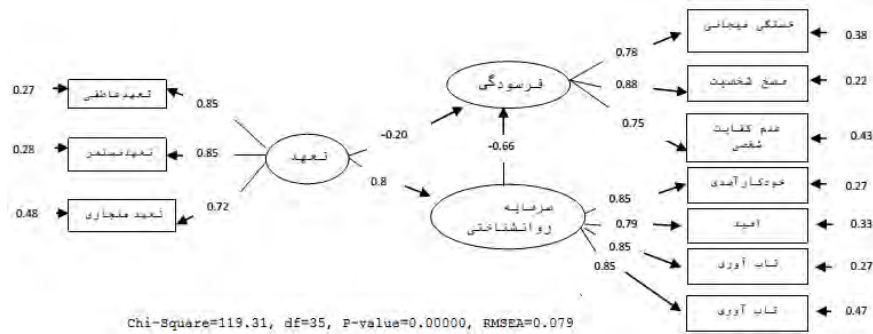 0.78
خستگی هیجانی
0.38
0.88
مسخ شخصیت
0.22
فرسودگی
0.75
عدم کفایت
شخصی
0.43
0.27
تعهدعاطفی
0.85
-0.20
-0.66
0.28
تعهدمستمر
0.85
تعهد
0.8
0.48
تعهد هنجاری
0.72
سرمایه
روانشناختی
0.85
خودکارآمدی
0.27
0.79
امید
0.33
0.85
تاب آوری
0.27
0.85
تاب آوری
0.47
Chi-Square=119.31, df=35, P-value=0.00000, RMSEA=0.079